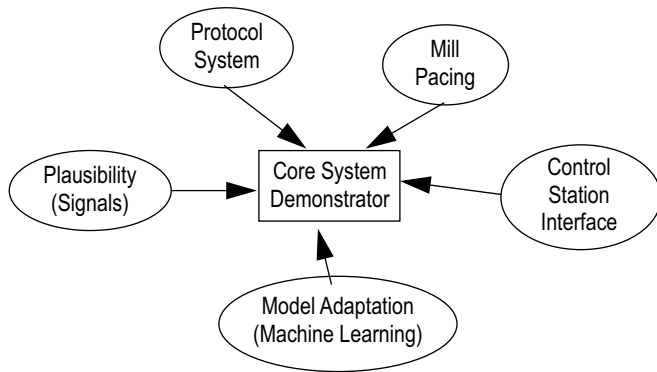 Protocol
System
Mill
Pacing
Plausibility
(Signals)
Core System
Demonstrator
Control
Station
Interface
Model Adaptation
(Machine Learning)